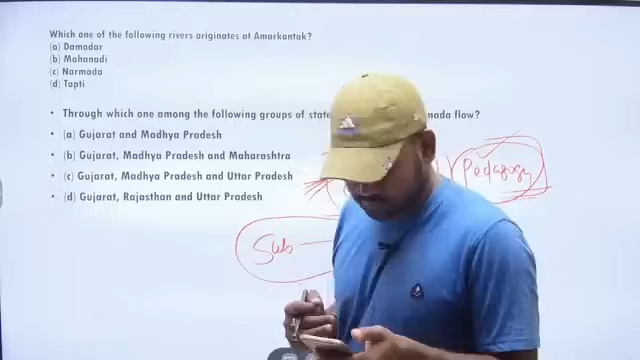 Which one of the following rivers originates at Amarkantak?
(a) Damodar
(b) Mahanadi
(c) Narmada
(d) Tapti
• Through which one among the following groups of state mada flow?
• (a) Gujarat and Madhya Pradesh
• (b) Gujarat, Madhya Pradesh and Maharashtra
• (c) Gujarat, Madhya Pradesh and Uttar Pradesh
• (d) Gujarat, Rajasthan and Uttar Pradesh
Pedagogy
Sub